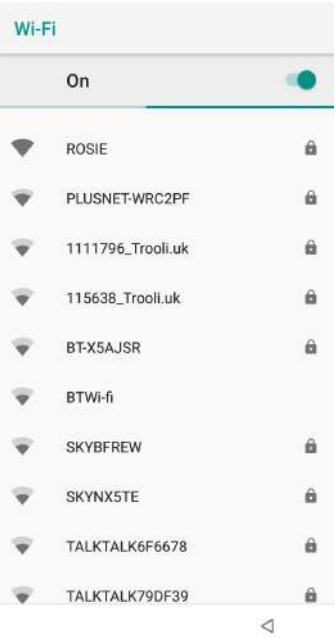 Wi-Fi
On
ROSIE
PLUSNET-WRC2PF
1111796_Trooli.uk
115638_Trooli.uk
BT-X5AJSR
BTWi-fi
SKYBFREW
SKYNX5TE
TALKTALK6F6678
TALKTALK79DF39